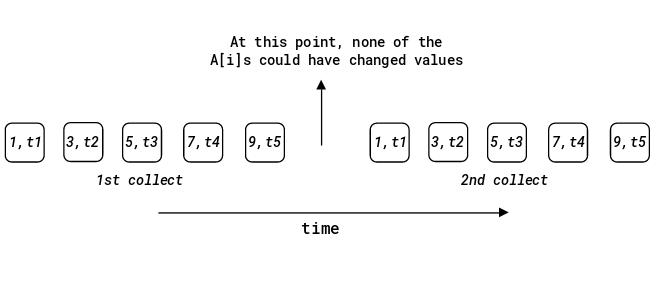 At this point, none of the
A[i]s could have changed values
1,t1 3,t2 5,t3 7,t4 9,t5 1,t1 3,t2 5,t3 7,t4 9,t5
1st collect 2nd collect
time